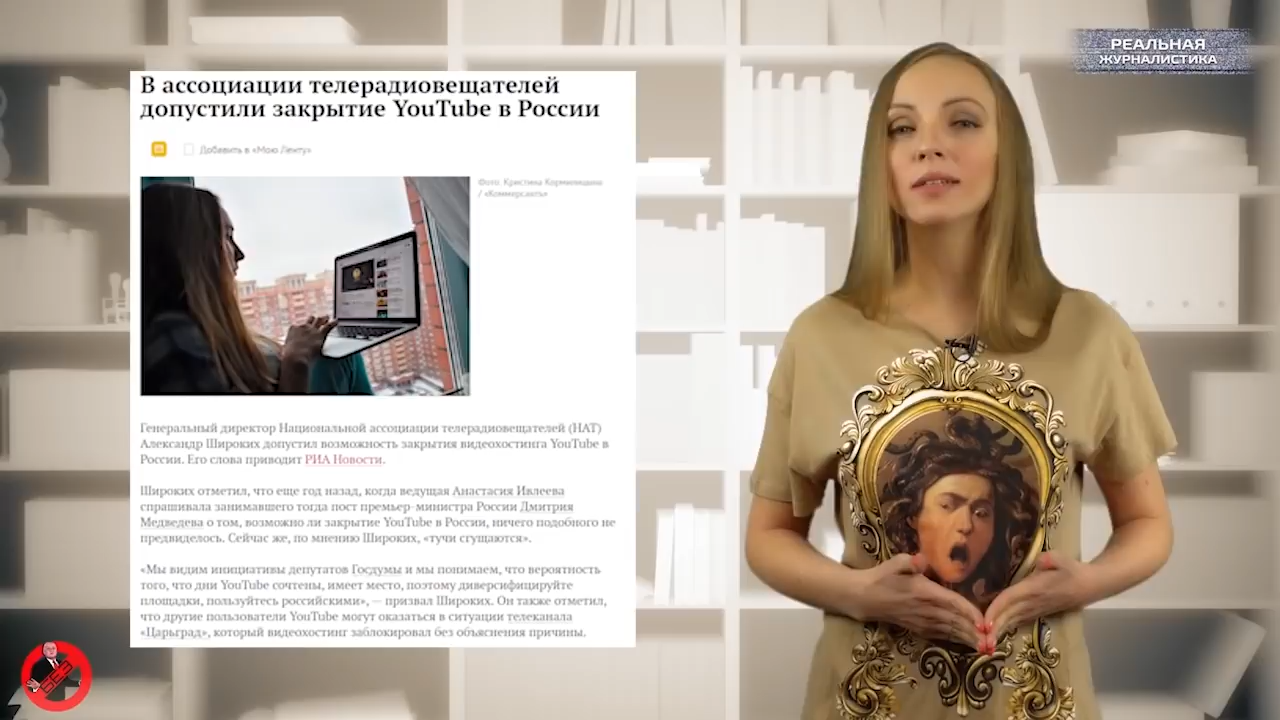 РЕАЛЬНАЯ
ЖУРНАЛИСТИКА
В ассоциации телерадиовещателей
допустили закрытие YouTube в России
Добавить в «Мою Ленту»
Фото: Кристина Кормилицына
/ «Коммерсантъ»
Генеральный директор Национальной ассоциации телерадиовещателей (НАТ)
Александр Широких допустил возможность закрытия видеохостинга YouTube в
России. Его слова приводит РИА Новости.
Широких отметил, что еще год назад, когда ведущая Анастасия Ивлеева
спрашивала занимавшего тогда пост премьер-министра России Дмитрия
Медведева о том, возможно ли закрытие YouTube в России, ничего подобного не
предвиделось. Сейчас же, по мнению Широких, «тучи сгущаются».
«Мы видим инициативы депутатов Госдумы и мы понимаем, что вероятность
того, что дни YouTube сочтены, имеет место, поэтому диверсифицируйте
площадки, пользуйтесь российскими», — призвал Широких. Он также отметил,
что другие пользователи YouTube могут оказаться в ситуации телеканала
«Царьград», который видеохостинг заблокировал без объяснения причины.
БЕЗ